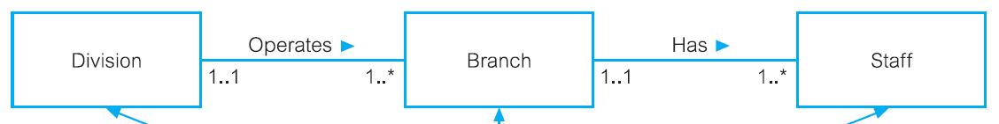 Operates
Has
Division
Branch
Staff
1..1
1..*
1..1
1..*